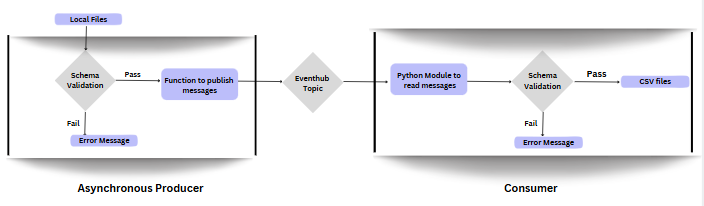 Local Files
Schema
Validation
Pass
Function to publish
messages
Fail
Error Message
Eventhub
Topic
Python Module to
read messages
Schema
Validation
Pass
CSV files
Fail
Error Message
Asynchronous Producer
Consumer